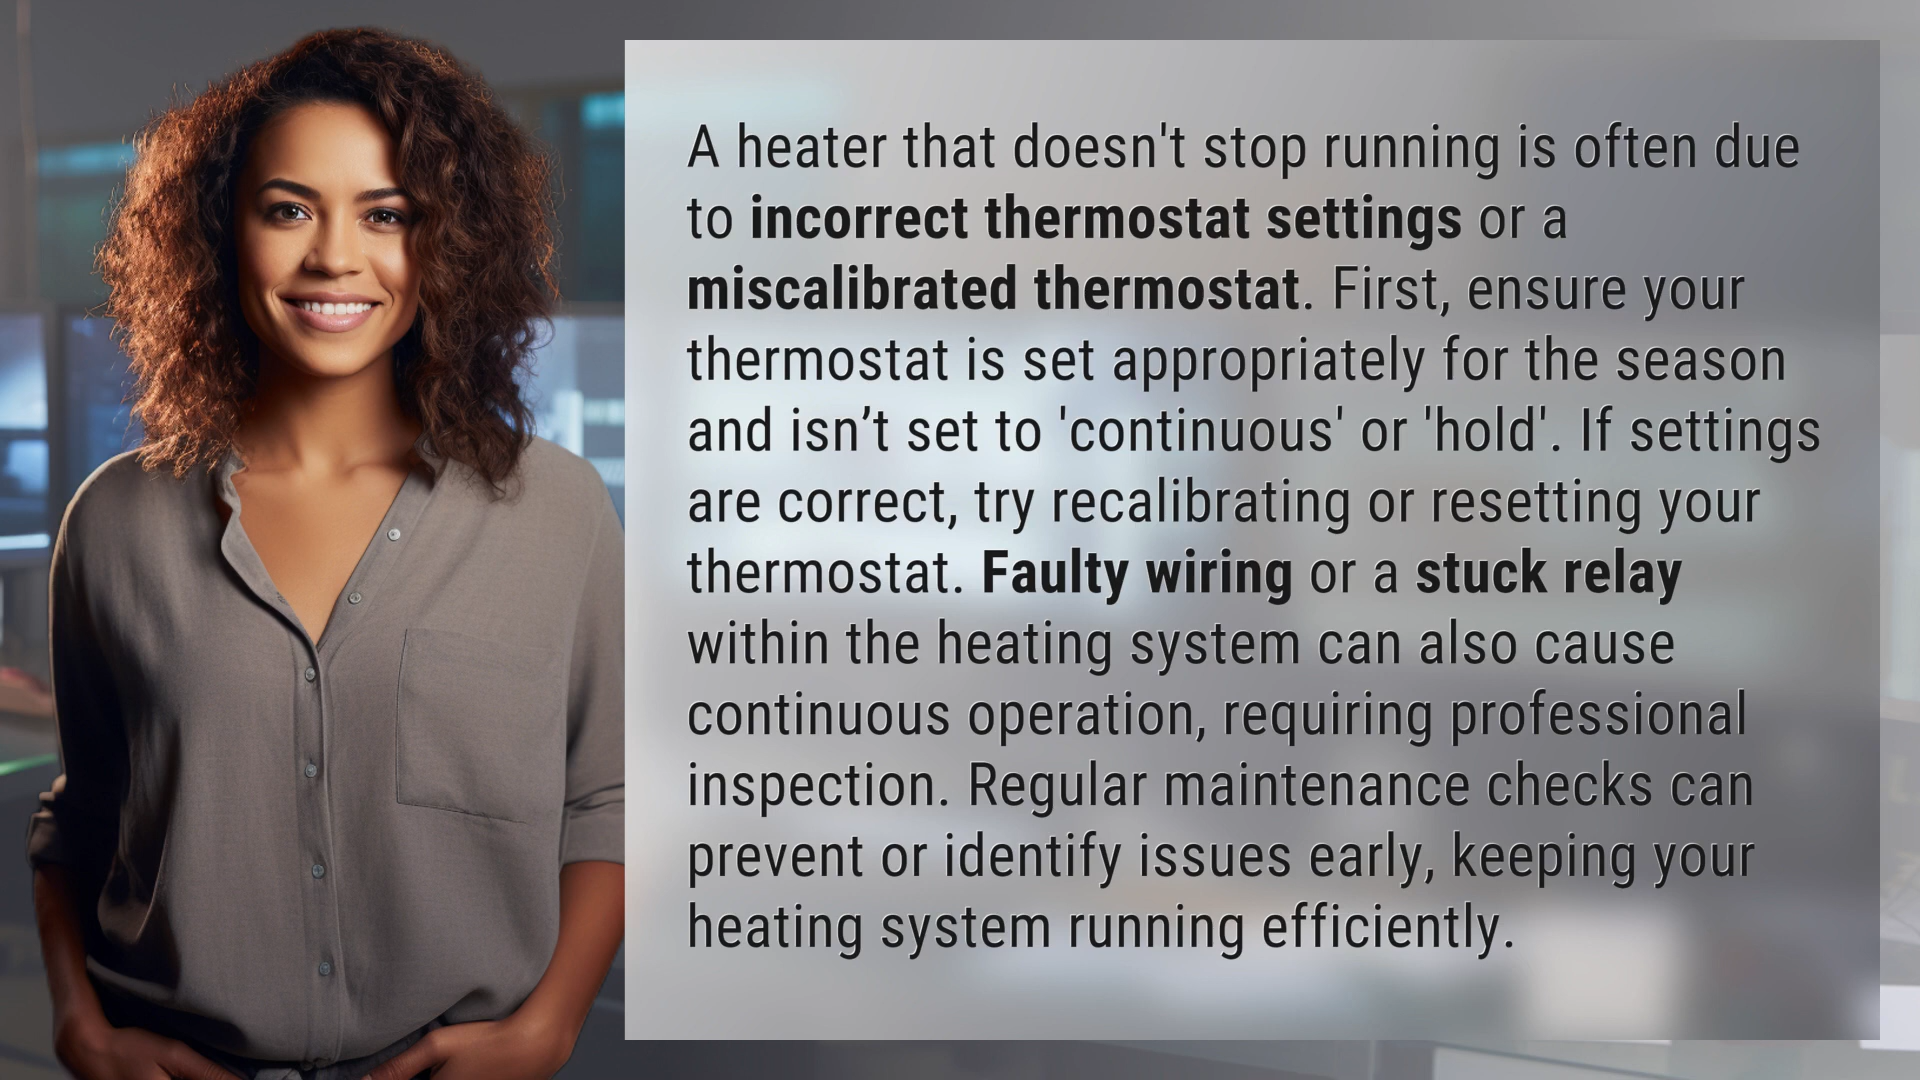 A heater that doesn't stop running is often due
to incorrect thermostat settings or a
miscalibrated thermostat. First, ensure your
thermostat is set appropriately for the season
and isn’t set to 'continuous' or 'hold'. If settings
are correct, try recalibrating or resetting your
thermostat. Faulty wiring or a stuck relay
within the heating system can also cause
continuous operation, requiring professional
inspection. Regular maintenance checks can
prevent or identify issues early, keeping your
heating system running efficiently.